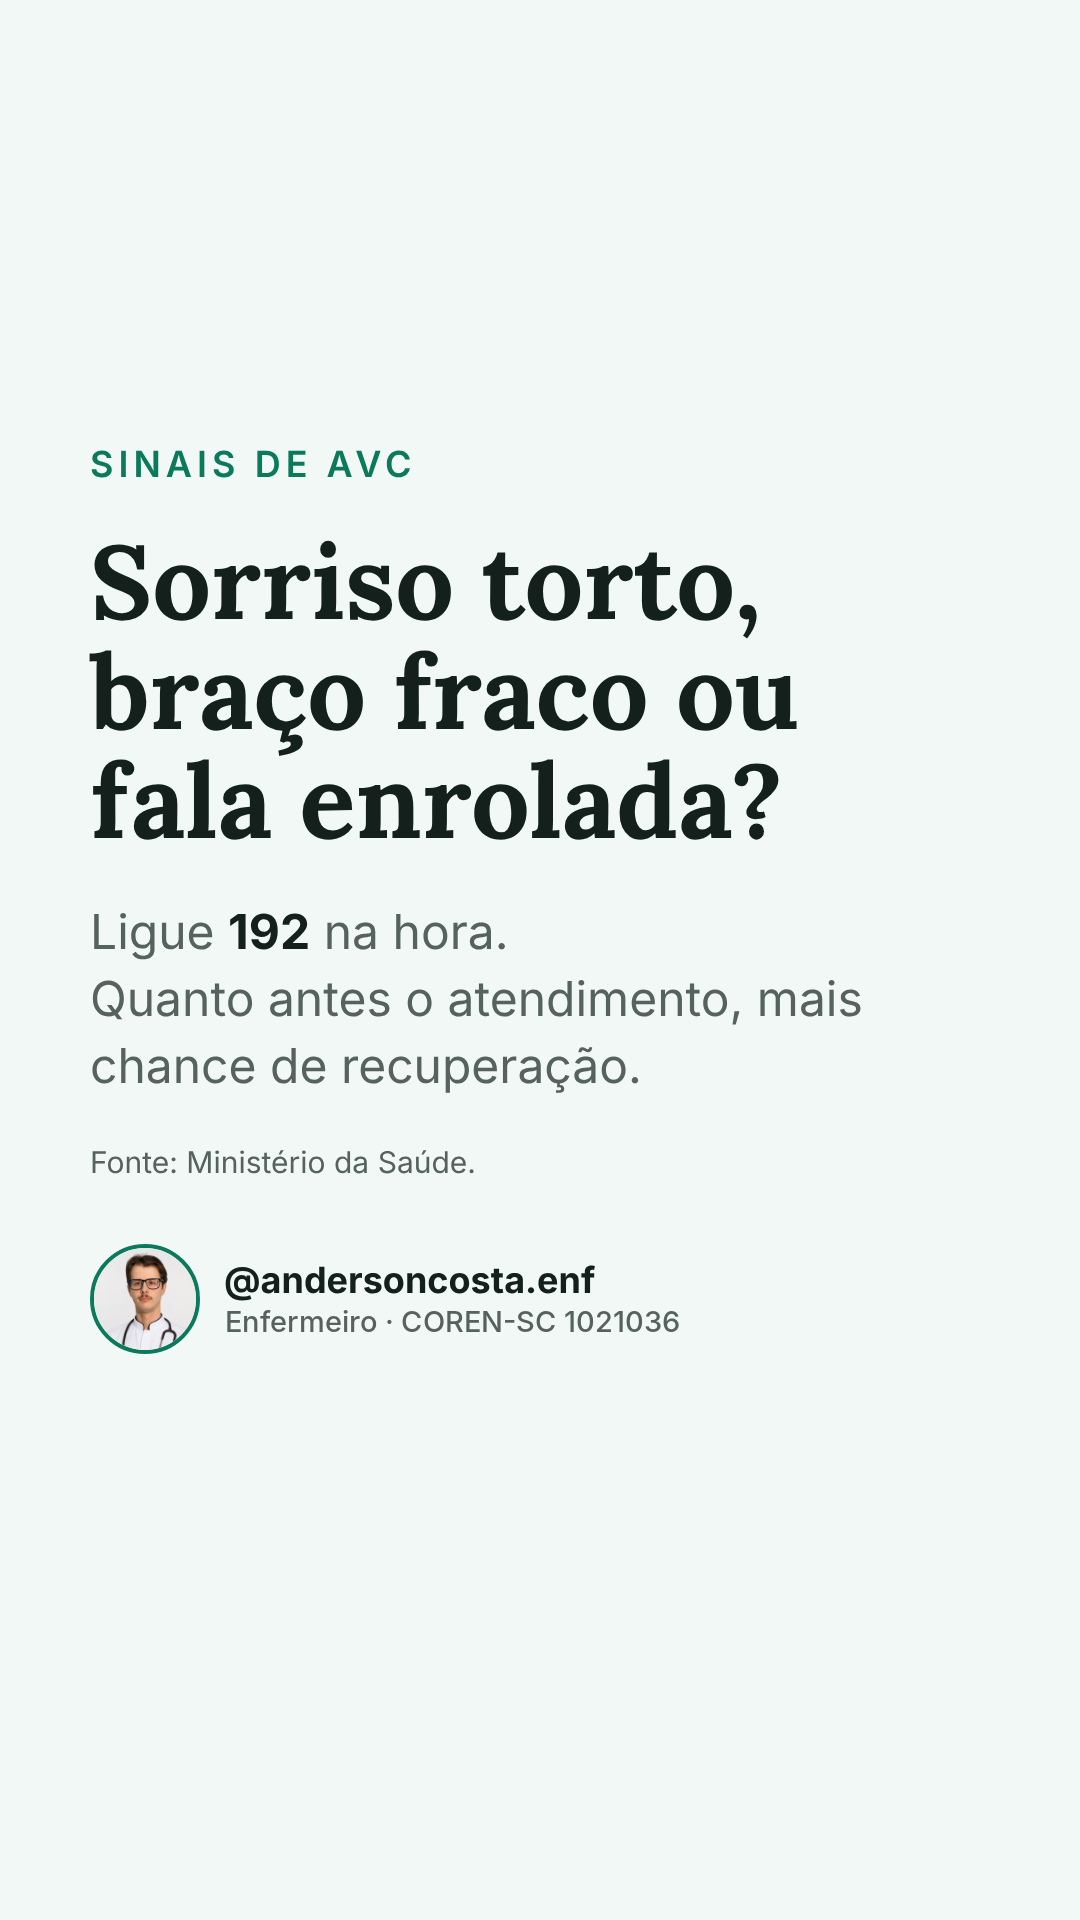 SINAIS DE AVC
Sorriso torto,
braço fraco ou
fala enrolada?
Ligue 192 na hora.
Quanto antes o atendimento, mais
chance de recuperação.
Fonte: Ministério da Saúde.
@andersoncosta.enf
Enfermeiro · COREN-SC 1021036